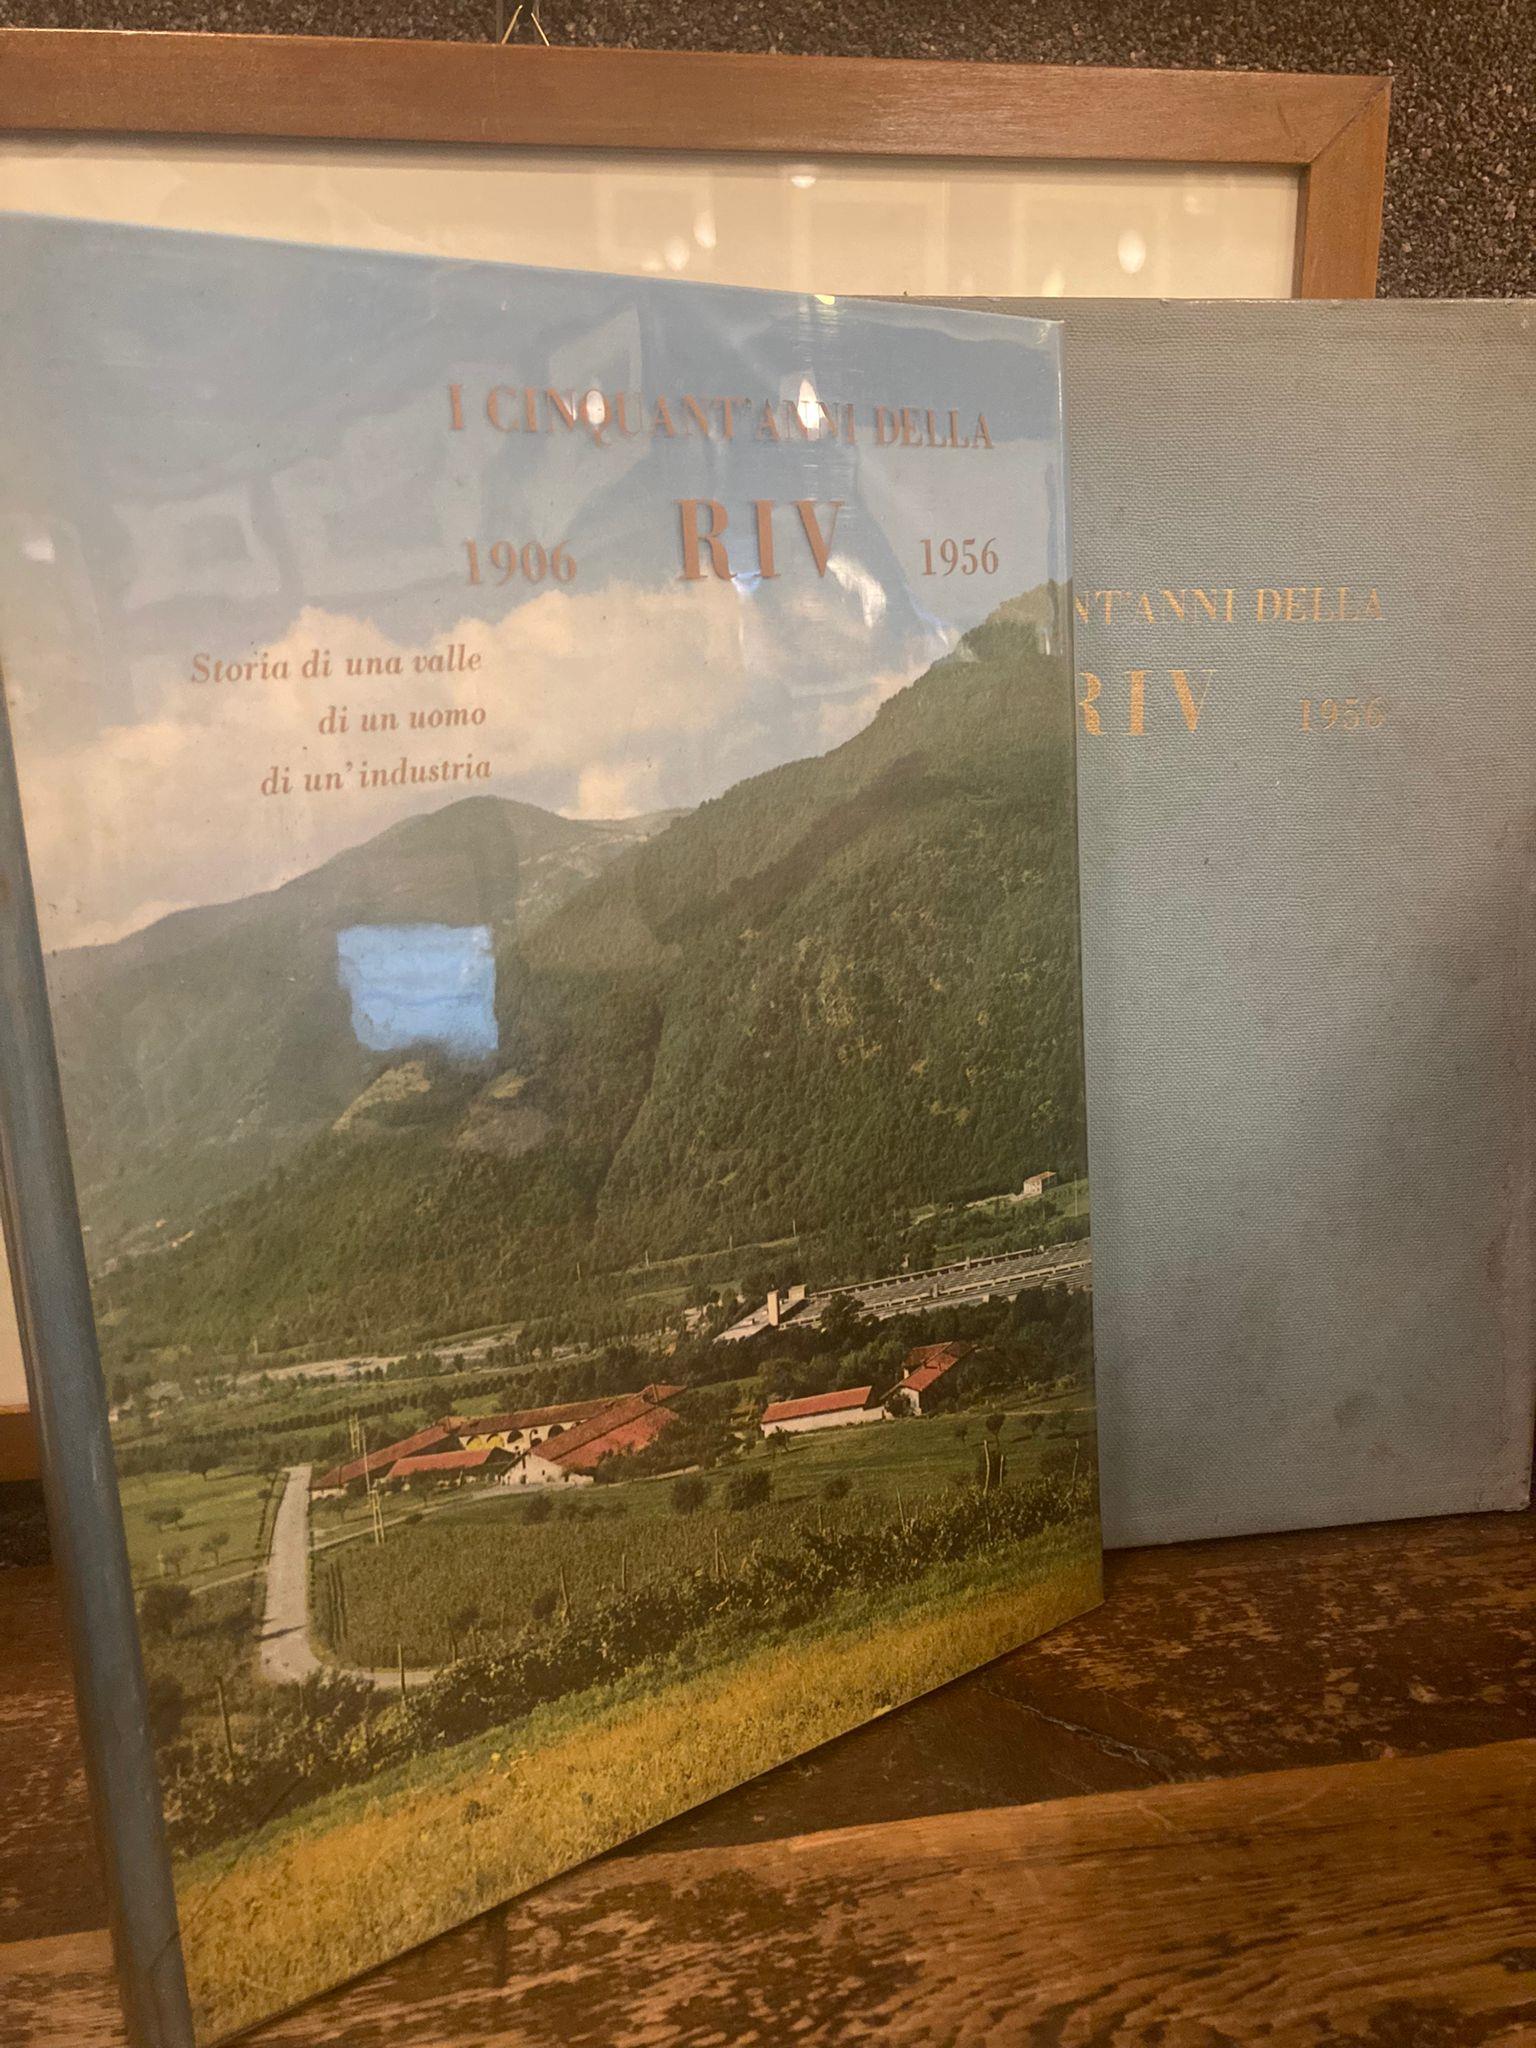 I CINQUANT'ANNI DELLA
1906 RIV 1956
Storia di una valle
di un uomo
di un'industria
NT'ANNI DELLA
RIV 1956